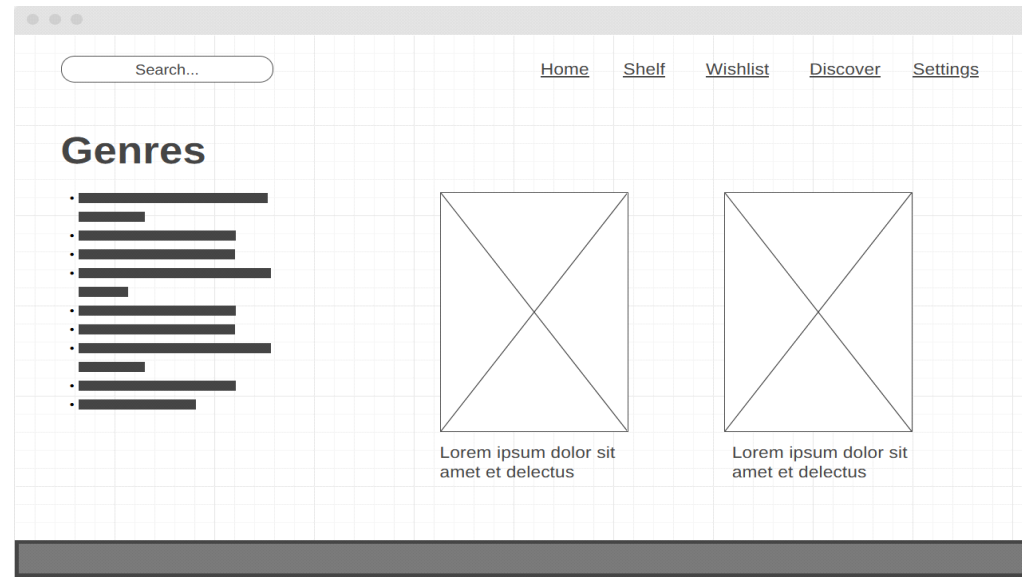 Search...
Home Shelf Wishlist Discover Settings
Genres
Lorem ipsum dolor sit
amet et delectus
Lorem ipsum dolor sit
amet et delectus